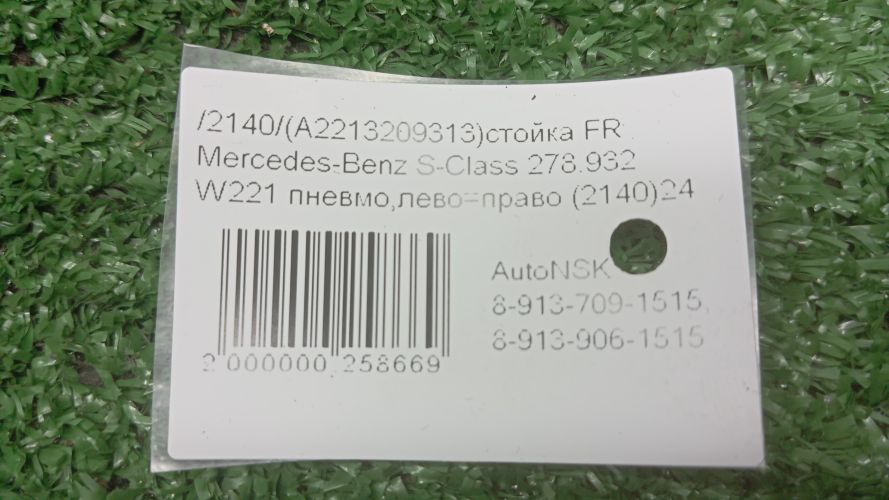 /2140/(A2213209313)стойка FR
Mercedes-Benz S-Class 278.932
W221 пневмо,лево=право (2140)24
AutoNSK
8-913-709-1515,
8-913-906-1515
2 000000 258669